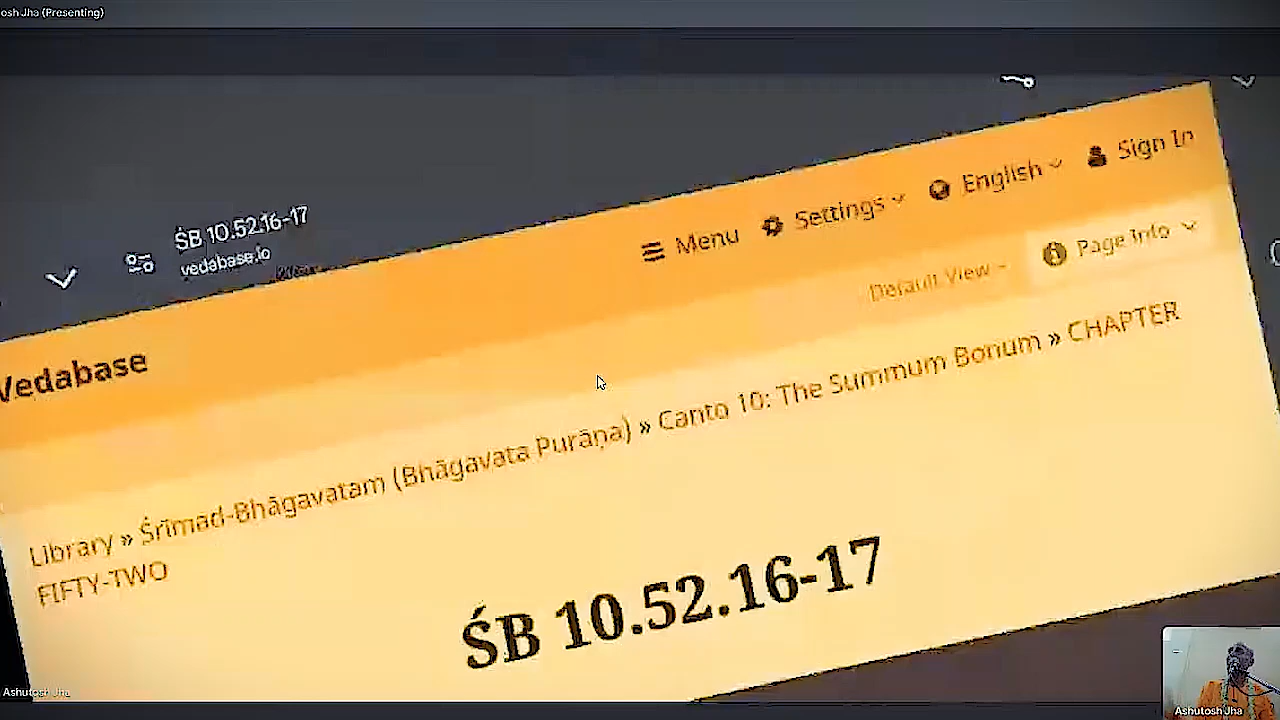 osh Jha (Presenting)
ŚB 10.52.16-17
vedabase.io
Menu
Settings
English
Sign In
Default View
Page Info
Vedabase
Library » Śrīmad-Bhāgavatam (Bhāgavata Purāṇa) » Canto 10: The Summum Bonum » CHAPTER
FIFTY-TWO
ŚB 10.52.16-17
Ashutosh Jha
Ashutosh Jha